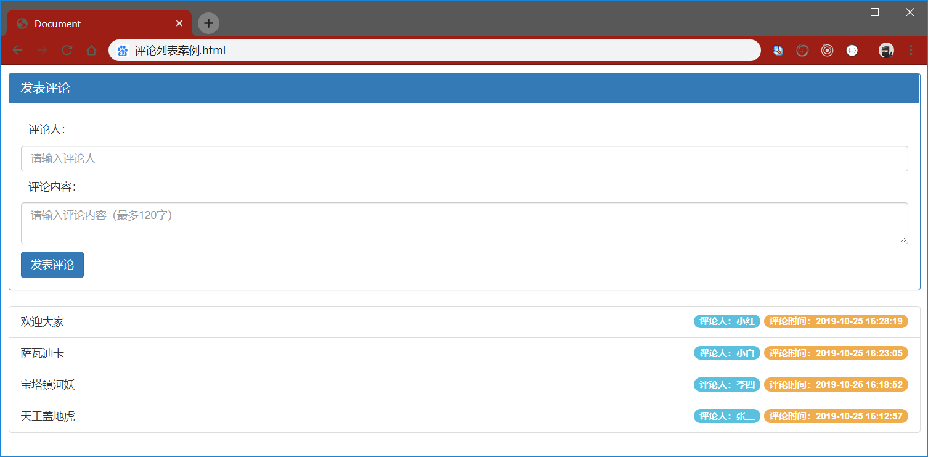 Document
评论列表案例.html
发表评论
评论人：
请输入评论人
评论内容：
请输入评论内容（最多120字）
发表评论
欢迎大家 评论人：小红 评论时间：2019-10-25 16:28:19
萨瓦迪卡 评论人：小白 评论时间：2019-10-25 16:23:05
宝塔镇河妖 评论人：李四 评论时间：2019-10-25 16:18:52
天王盖地虎 评论人： 评论时间：2019-10-25 16:12:37